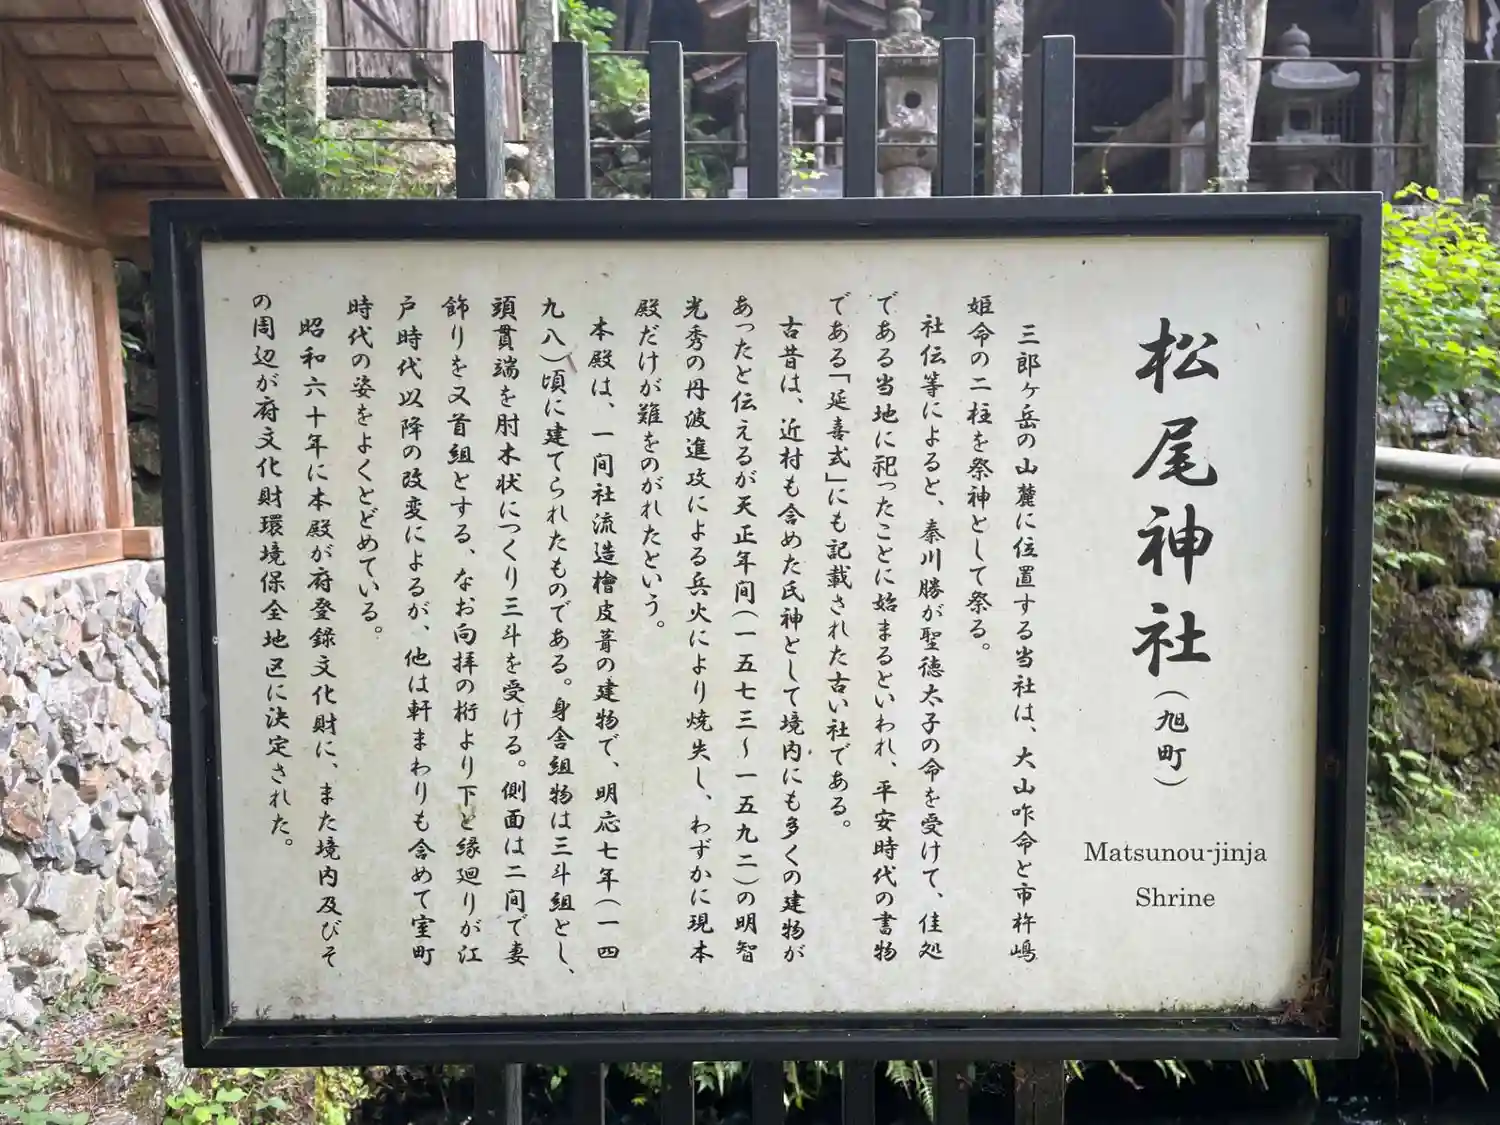 松尾神社(旭町)
Matsunou-jinja
Shrine
三郎ヶ岳の山麓に位置する当社は、大山咋命と市杵嶋
姫命の二柱を祭神として祭る。
社伝等によると、秦川勝が聖徳太子の命を受けて、佳処
である当地に祀ったことに始まるといわれ、平安時代の書物
である「延喜式」にも記載された古い社である。
古昔は、近村も含めた氏神として境内にも多くの建物が
あったと伝えるが天正年间(一五七三〜一五九二)の明智
光秀の丹波進攻による兵火により焼失し、わずかに現本
殿だけが難をのがれたという。
本殿は、一间社流造檜皮葺の建物で、明応七年(一四
九八)頃に建てられたものである。身舎組物は三斗組とし、
頭貫端を肘木状につくり三斗を受ける。側面は二间で妻
飾りを又首組とする、なお向拝の桁より下と縁廻りが江
戸時代以降の改変によるが、他は軒まわりも含めて室町
時代の姿をよくとどめている。
昭和六十年に本殿が府登録文化財に、また境内及びそ
の周辺が府文化財環境保全地区に決定された。